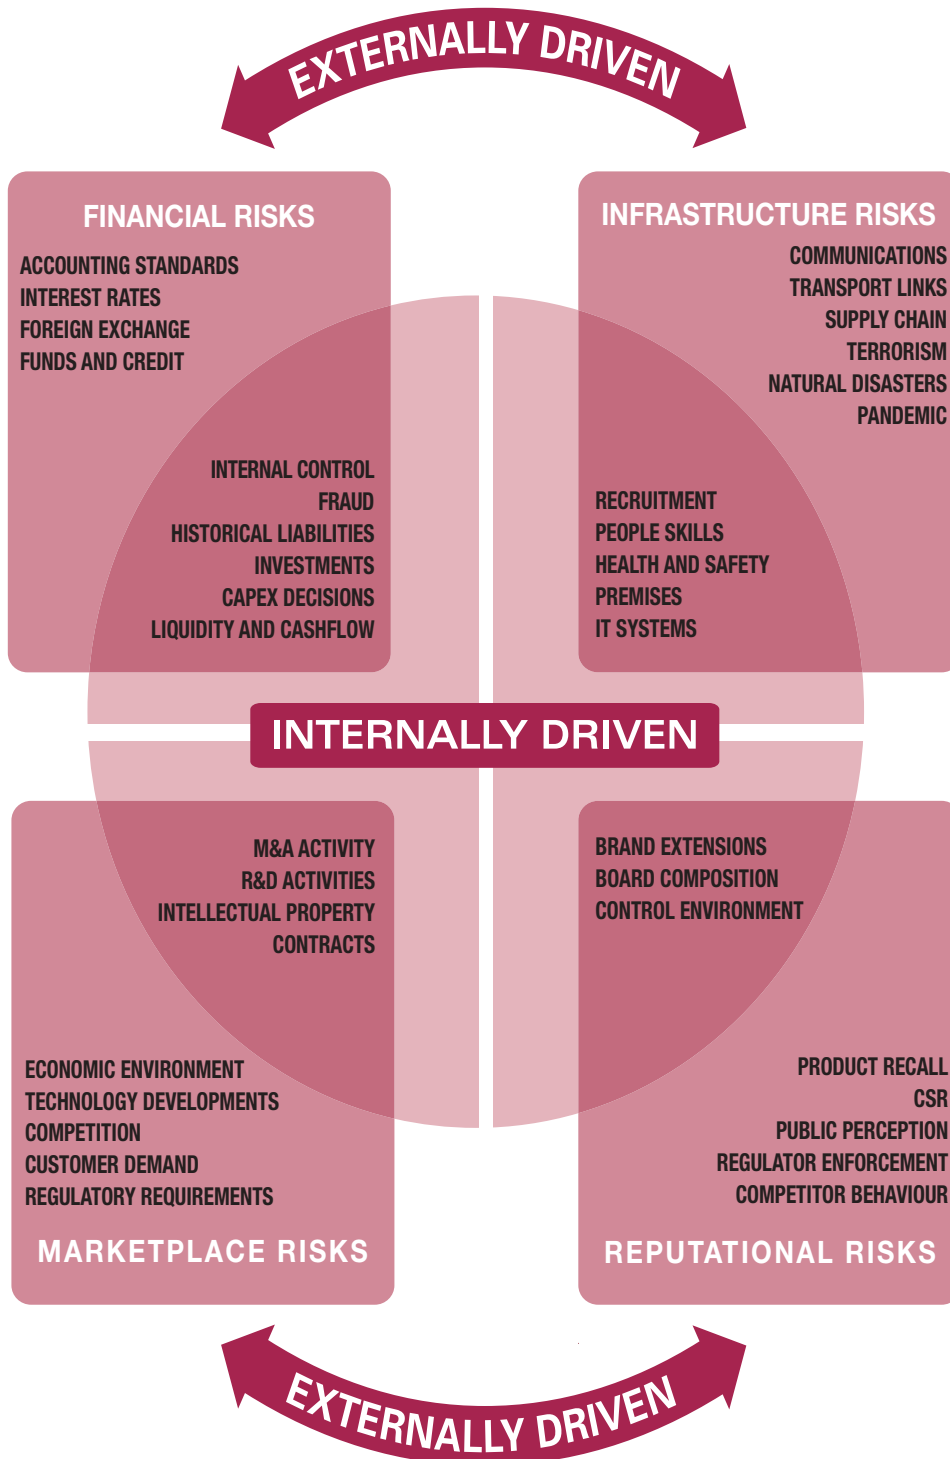 EXTERNALLY DRIVEN
FINANCIAL RISKS
ACCOUNTING STANDARDS
INTEREST RATES
FOREIGN EXCHANGE
FUNDS AND CREDIT
INTERNAL CONTROL
FRAUD
HISTORICAL LIABILITIES
INVESTMENTS
CAPEX DECISIONS
LIQUIDITY AND CASHFLOW
INFRASTRUCTURE RISKS
COMMUNICATIONS
TRANSPORT LINKS
SUPPLY CHAIN
TERRORISM
NATURAL DISASTERS
PANDEMIC
RECRUITMENT
PEOPLE SKILLS
HEALTH AND SAFETY
PREMISES
IT SYSTEMS
INTERNALLY DRIVEN
M&A ACTIVITY
R&D ACTIVITIES
INTELLECTUAL PROPERTY
CONTRACTS
ECONOMIC ENVIRONMENT
TECHNOLOGY DEVELOPMENTS
COMPETITION
CUSTOMER DEMAND
REGULATORY REQUIREMENTS
MARKETPLACE RISKS
BRAND EXTENSIONS
BOARD COMPOSITION
CONTROL ENVIRONMENT
PRODUCT RECALL
CSR
PUBLIC PERCEPTION
REGULATOR ENFORCEMENT
COMPETITOR BEHAVIOUR
REPUTATIONAL RISKS
EXTERNALLY DRIVEN